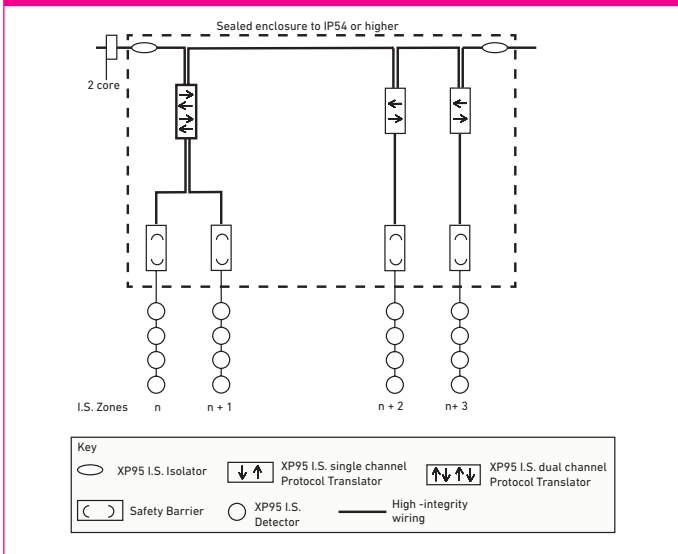 Sealed enclosure to IP54 or higher
2 core
I.S. Zones n n + 1 n + 2 n+ 3
Key
XP95 I.S. Isolator
XP95 I.S. single channel
Protocol Translator
XP95 I.S. dual channel
Protocol Translator
Safety Barrier
XP95 I.S.
Detector
High -integrity
wiring